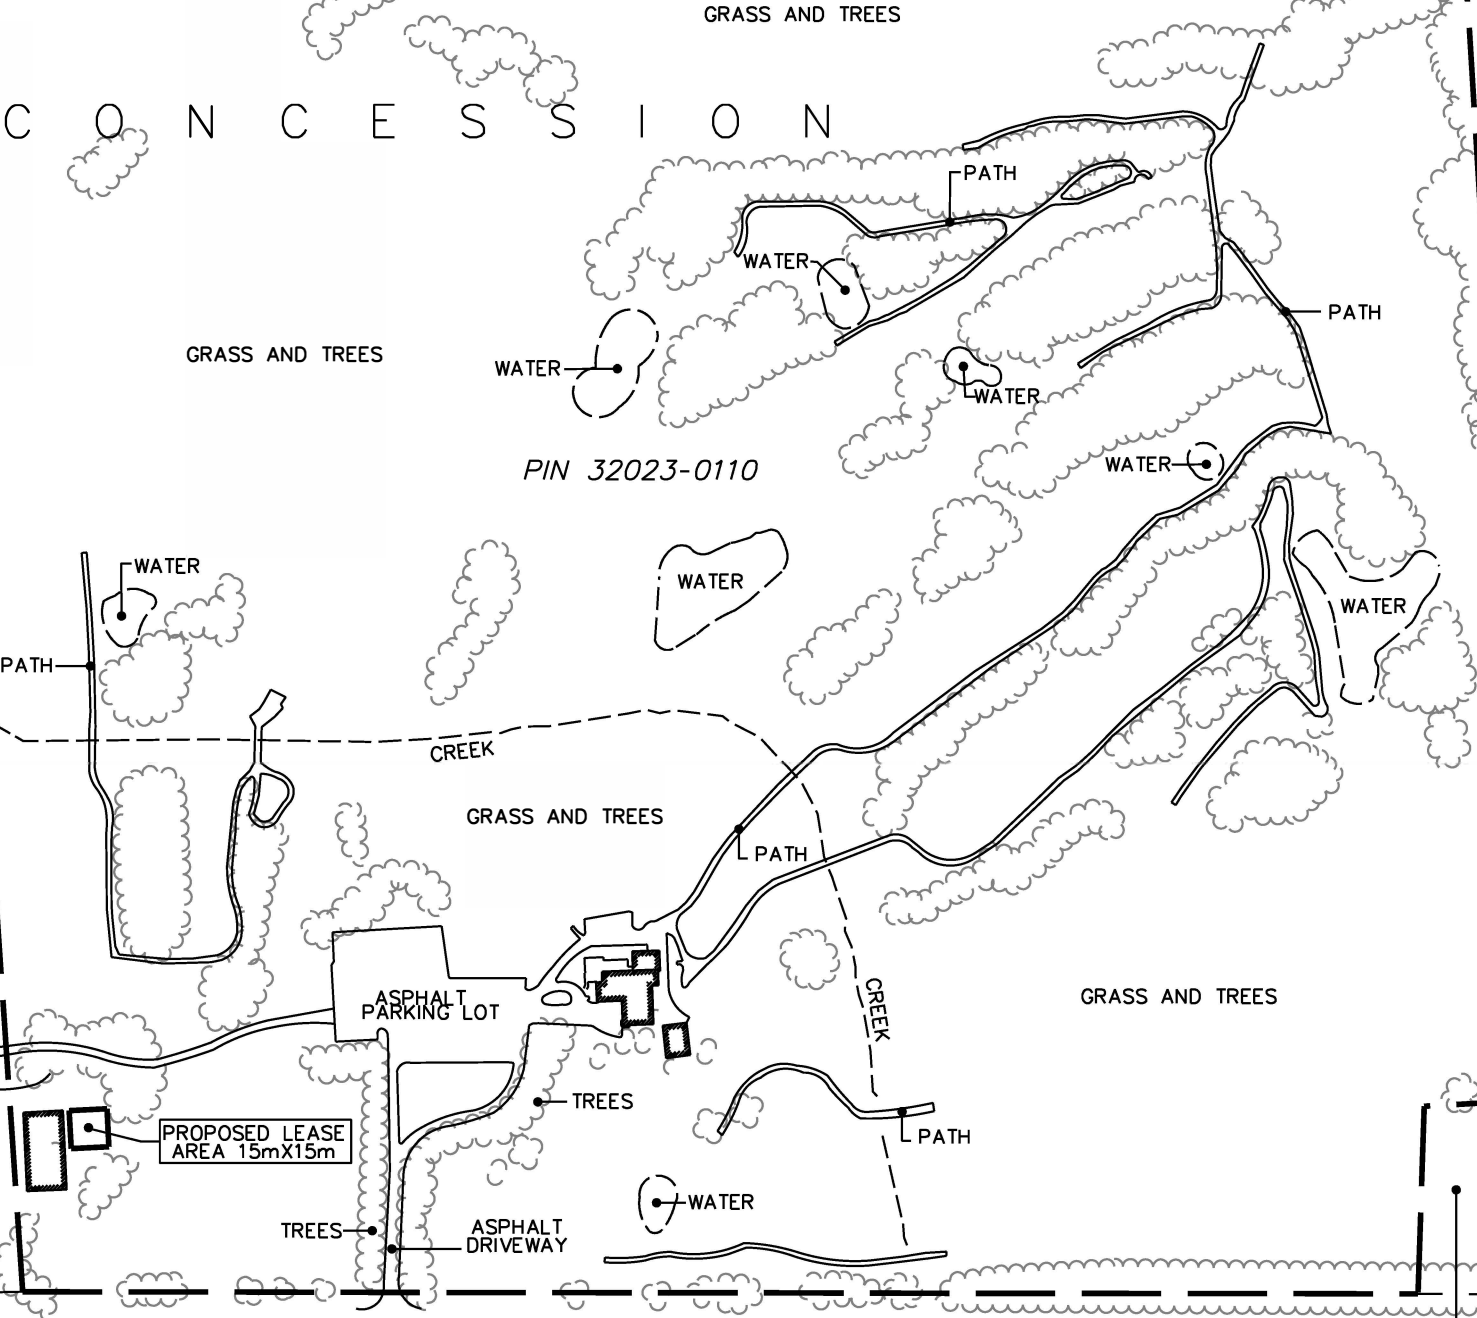 GRASS AND TREES
CONCESSION
PATH
WATER
PATH
GRASS AND TREES
WATER
WATER
PIN 32023-0110
WATER
WATER
WATER
WATER
PATH
CREEK
GRASS AND TREES
PATH
ASPHALT
PARKING LOT
CREEK
GRASS AND TREES
TREES
PROPOSED LEASE
AREA 15mX15m
PATH
WATER
TREES
ASPHALT
DRIVEWAY